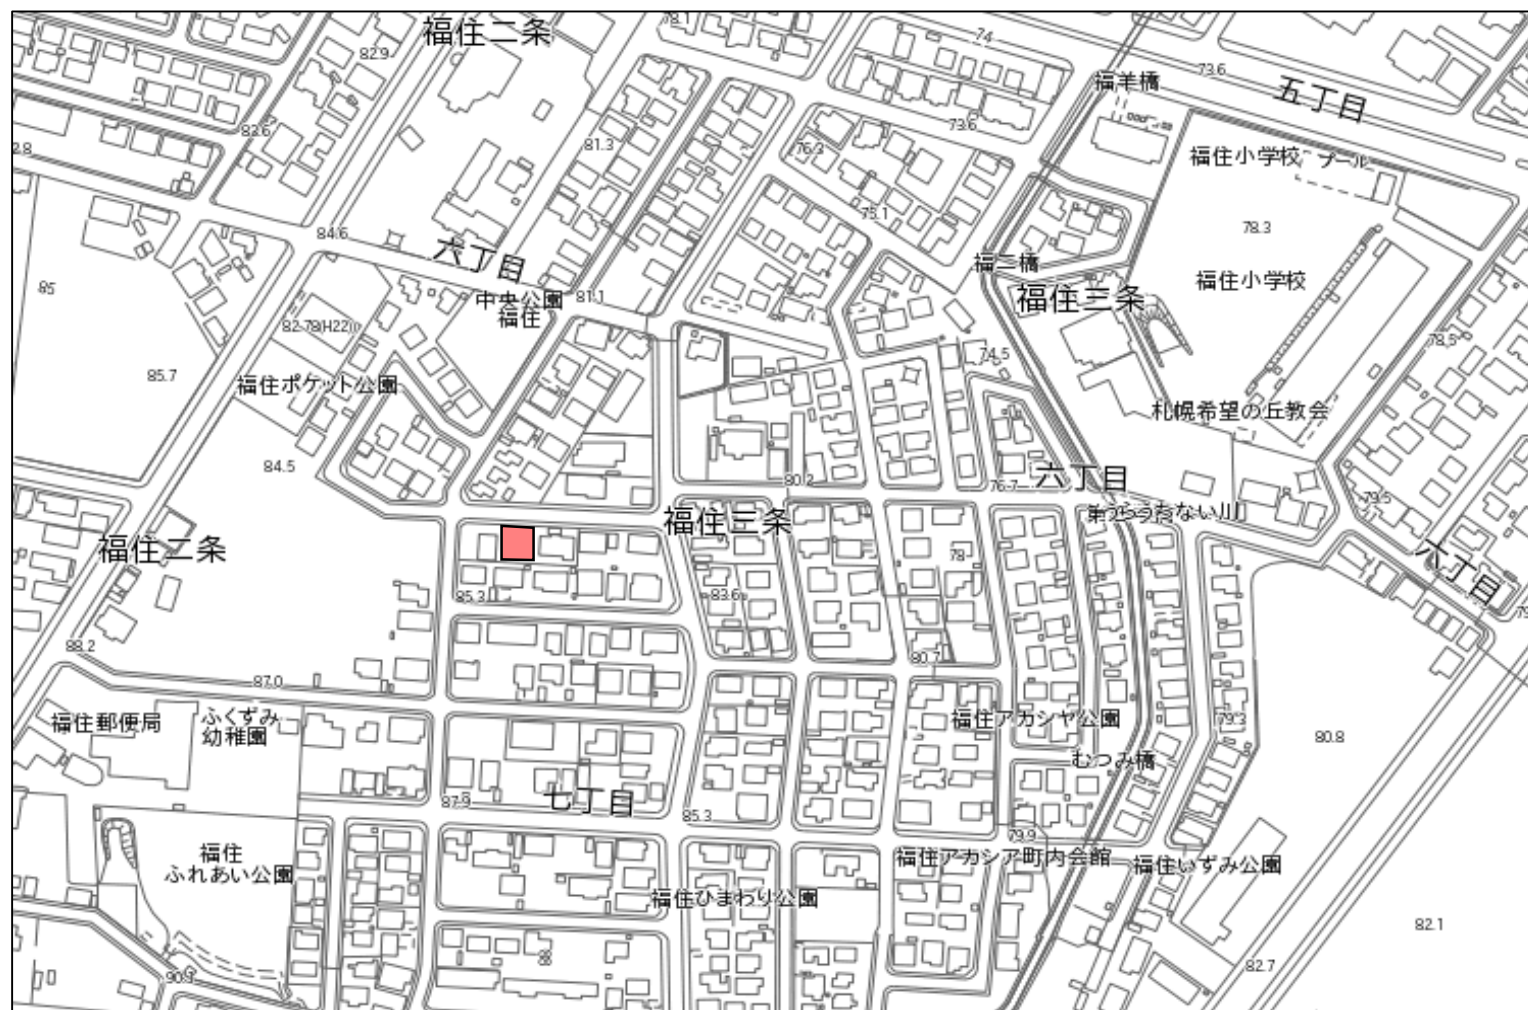 78.1
福住二条
74
82.9
73.6
福羊橋
五丁目
73.6
83.6
81.3
76.3
福住小学校
プール
75.1
78.3
84.6
六丁目
福二橋
福住小学校
85
中央公園
福住
81.1
福住三条
82.78(H22)
78.5
74.5
85.7
福住ポケット公園
札幌希望の丘教会
84.5
80.2
76.7
六丁目
79.5
福住三条
福住二条
78
六丁目
85.3
83.6
88.2
80.7
87.0
福住郵便局
ふくずみ
幼稚園
福住アカシヤ公園
79.3
80.8
むつみ橋
87.9
七丁目
85.3
79.9
福住
ふれあい公園
福住アカシア町内会館
福住いずみ公園
福住ひまわり公園
82.1
82.7
90.1